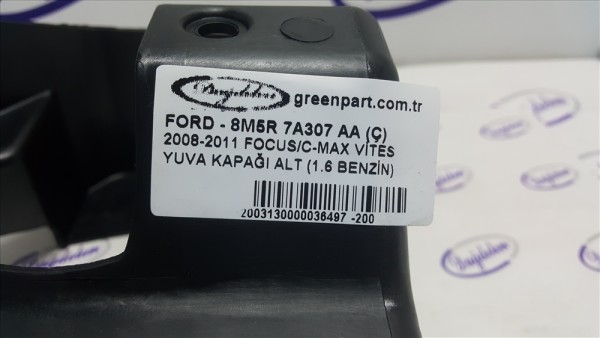 greenpart.com.tr
FORD - 8M5R 7A307 AA (Ç)
2008-2011 FOCUS/C-MAX VİTES
YUVA KAPAĞI ALT (1.6 BENZİN)
2003130000036497 -200